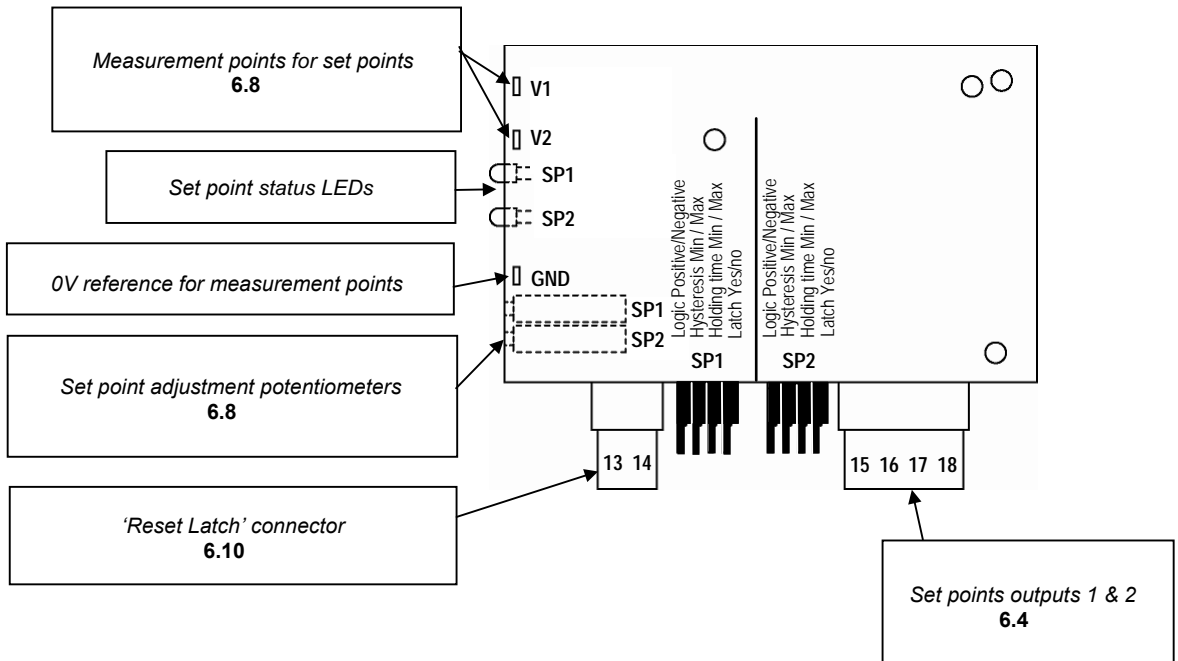 Measurement points for set points
6.8
Set point status LEDs
0V reference for measurement points
Set point adjustment potentiometers
6.8
‘Reset Latch’ connector
6.10
V1
V2
SP1
SP2
GND
SP1
SP2
Logic Positive/Negative
Hysteresis Min / Max
Holding time Min / Max
Latch Yes/no
SP1
Logic Positive/Negative
Hysteresis Min / Max
Holding time Min / Max
Latch Yes/no
SP2
13 14
15 16 17 18
Set points outputs 1 & 2
6.4